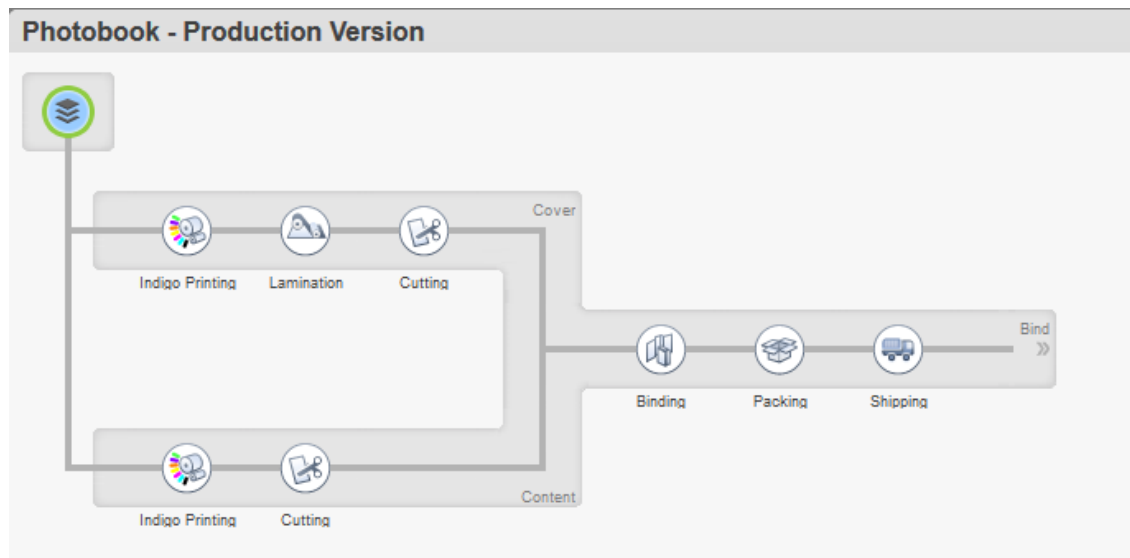 Photobook - Production Version
Cover
Indigo Printing
Lamination
Cutting
Bind
Binding
Packing
Shipping
Content
Indigo Printing
Cutting